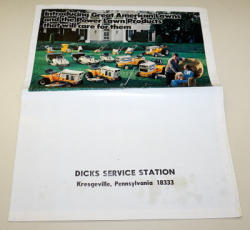 Introducing Great American Lawns
and the Power Lawn Products
that will care for them
DICKS SERVICE STATION
Kresgeville, Pennsylvania 18333